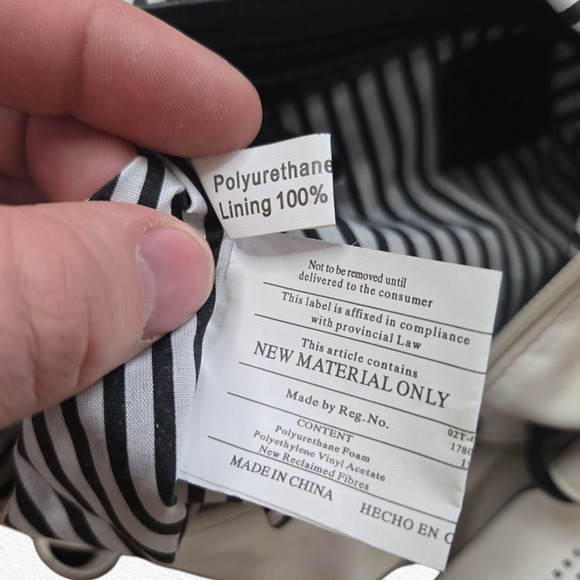 Polyurethane
Lining 100%
Not to be removed until
delivered to the consumer
This label is affixed in compliance
with provincial Law
This article contains
NEW MATERIAL ONLY
Made by Reg. No.
02T-
1780
CONTENT
Polyurethane Foam
Polyethylene Vinyl Acetate
New Reclaimed Fibres
MADE IN CHINA
HECHO EN C